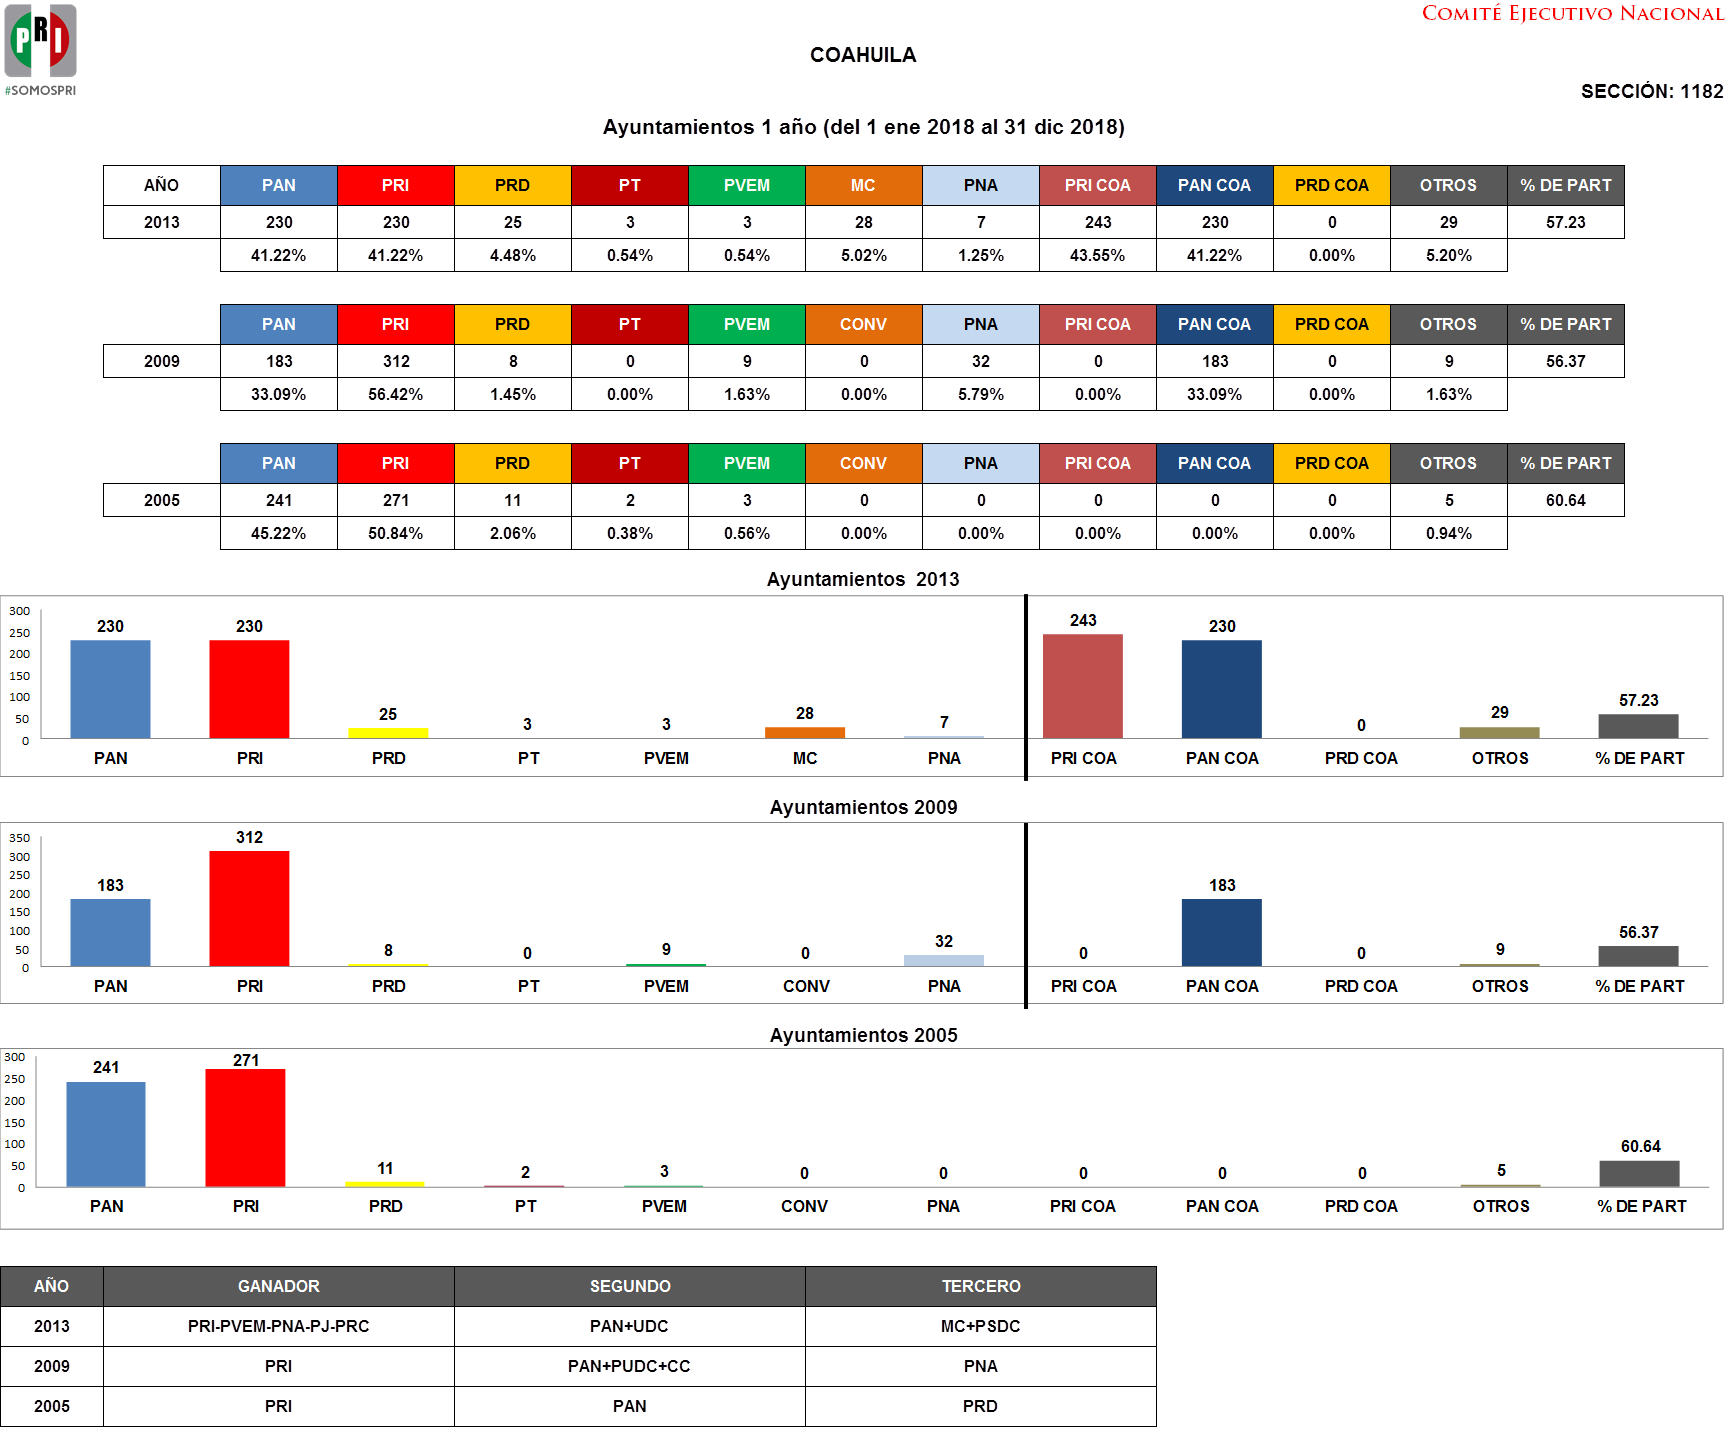 COMITÉ EJECUTIVO NACIONAL
PRI
#SOMOSPRI
COAHUILA
SECCIÓN: 1182
Ayuntamientos 1 año (del 1 ene 2018 al 31 dic 2018)
AÑO PAN PRI PRD PT PVEM MC PNA PRI COA PAN COA PRD COA OTROS % DE PART
2013 230 230 25 3 3 28 7 243 230 0 29 57.23
41.22% 41.22% 4.48% 0.54% 0.54% 5.02% 1.25% 43.55% 41.22% 0.00% 5.20%
PAN PRI PRD PT PVEM CONV PNA PRI COA PAN COA PRD COA OTROS % DE PART
2009 183 312 8 0 9 0 32 0 183 0 9 56.37
33.09% 56.42% 1.45% 0.00% 1.63% 0.00% 5.79% 0.00% 33.09% 0.00% 1.63%
PAN PRI PRD PT PVEM CONV PNA PRI COA PAN COA PRD COA OTROS % DE PART
2005 241 271 11 2 3 0 0 0 0 0 5 60.64
45.22% 50.84% 2.06% 0.38% 0.56% 0.00% 0.00% 0.00% 0.00% 0.00% 0.94%
Ayuntamientos 2013
300
250
200
150
100
50
0
230 230 25 3 3 28 7 243 230 0 29 57.23
PAN PRI PRD PT PVEM MC PNA PRI COA PAN COA PRD COA OTROS % DE PART
Ayuntamientos 2009
350
300
250
200
150
100
50
0
183 312 8 0 9 0 32 0 183 0 9 56.37
PAN PRI PRD PT PVEM CONV PNA PRI COA PAN COA PRD COA OTROS % DE PART
Ayuntamientos 2005
300
250
200
150
100
50
0
241 271 11 2 3 0 0 0 0 0 5 60.64
PAN PRI PRD PT PVEM CONV PNA PRI COA PAN COA PRD COA OTROS % DE PART
AÑO GANADOR SEGUNDO TERCERO
2013 PRI-PVEM-PNA-PJ-PRC PAN+UDC MC+PSDC
2009 PRI PAN+PUDC+CC PNA
2005 PRI PAN PRD